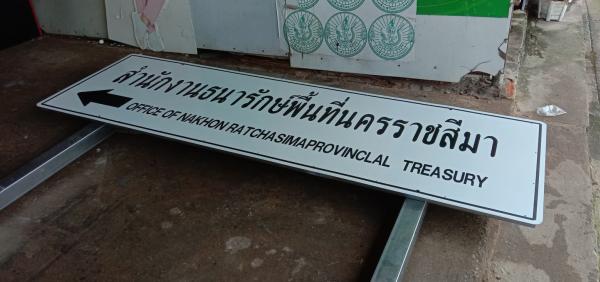 สำนักงานธนารักษ์พื้นที่นครราชสีมา
OFFICE OF NAKHON RATCHASIMAPROVINCLAL TREASURY